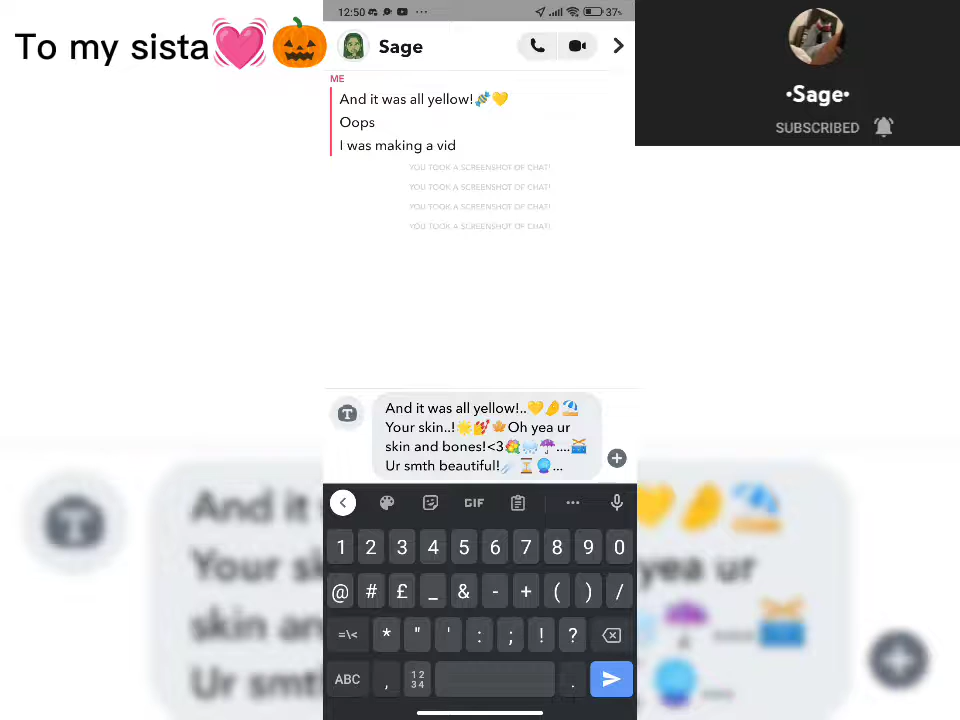 To my sista💓🎃
12:50 ··· 37%
Sage
•Sage•
SUBSCRIBED
ME
And it was all yellow!🍬💛
Oops
I was making a vid
YOU TOOK A SCREENSHOT OF CHAT!
YOU TOOK A SCREENSHOT OF CHAT!
YOU TOOK A SCREENSHOT OF CHAT!
YOU TOOK A SCREENSHOT OF CHAT!
T
And it was all yellow!..💛🤌⛱️
Your skin..!🌟💅🍁Oh yea ur
skin and bones!<3💐🌧️☂️....
Ur smth beautiful!☄️⏳🔮...
GIF
1 2 3 4 5 6 7 8 9 0
@ # £ _ & - + ( ) /
=\< * " ' : ; ! ?
ABC , 12 34 .